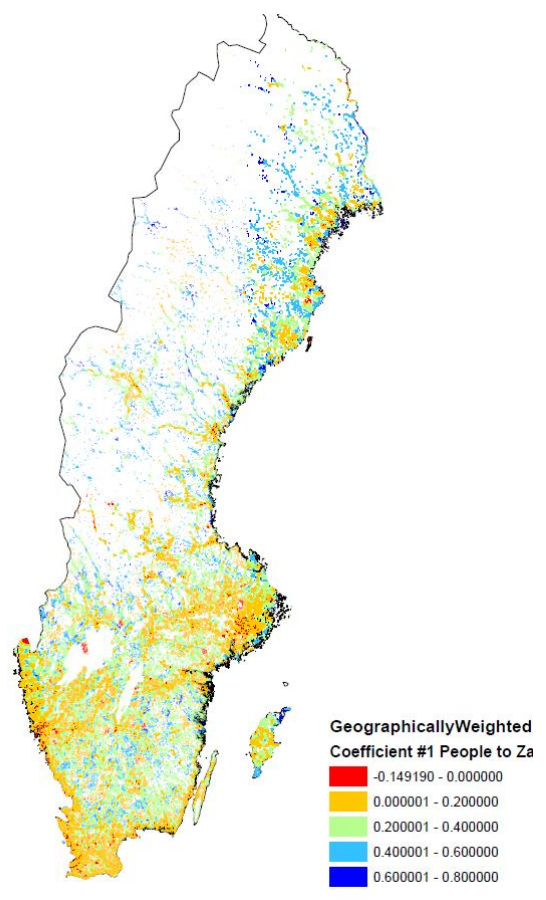 GeographicallyWeighted
Coefficient #1 People to Za
-0.149190 - 0.000000
0.000001 - 0.200000
0.200001 - 0.400000
0.400001 - 0.600000
0.600001 - 0.800000